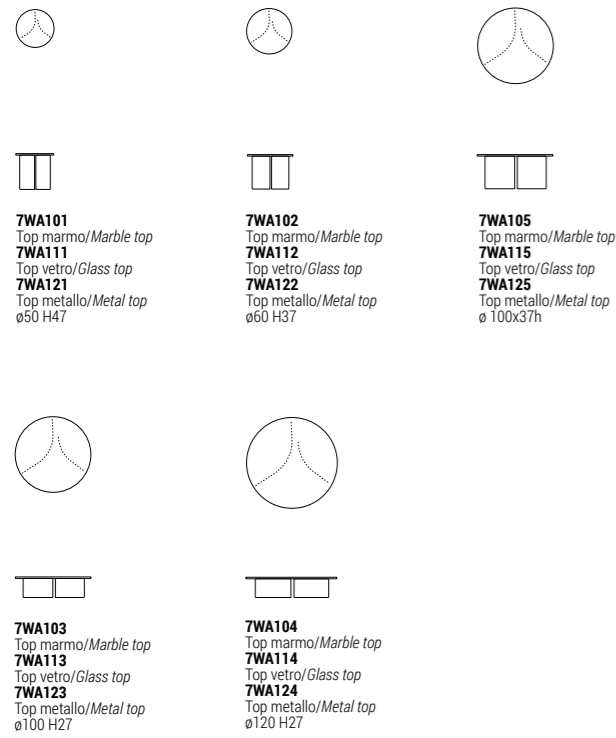 7WA101
Top marmo/Marble top
7WA111
Top vetro/Glass top
7WA121
Top metallo/Metal top
ø50 H47
7WA102
Top marmo/Marble top
7WA112
Top vetro/Glass top
7WA122
Top metallo/Metal top
ø60 H37
7WA105
Top marmo/Marble top
7WA115
Top vetro/Glass top
7WA125
Top metallo/Metal top
ø 100x37h
7WA103
Top marmo/Marble top
7WA113
Top vetro/Glass top
7WA123
Top metallo/Metal top
ø100 H27
7WA104
Top marmo/Marble top
7WA114
Top vetro/Glass top
7WA124
Top metallo/Metal top
ø120 H27